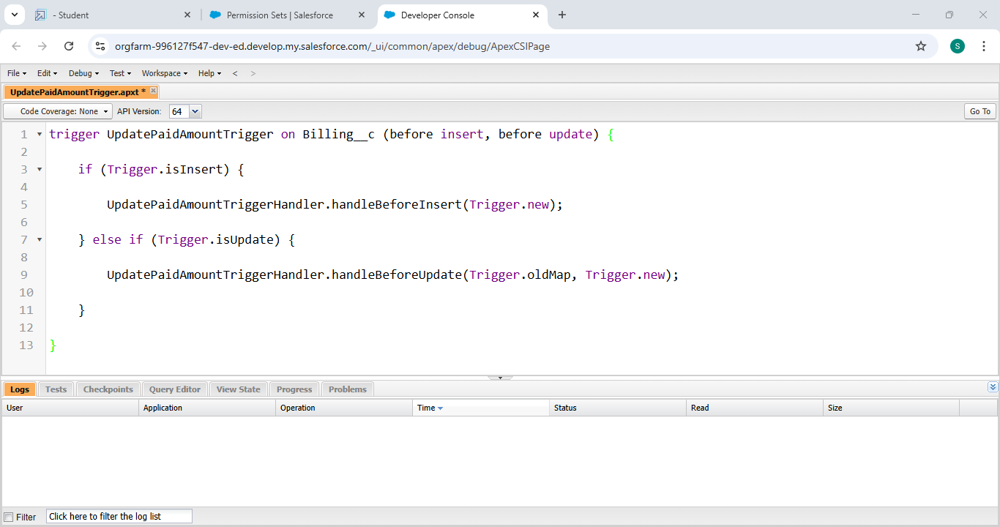 - Student
Permission Sets | Salesforce
Developer Console
orgfarm-996127f547-dev-ed.develop.my.salesforce.com/_ui/common/apex/debug/ApexCSIPage
S
File Edit Debug Test Workspace Help < >
UpdatePaidAmountTrigger.apxt *
Code Coverage: None API Version: 64 Go To
1 trigger UpdatePaidAmountTrigger on Billing__c (before insert, before update) {
2
3 if (Trigger.isInsert) {
4
5 UpdatePaidAmountTriggerHandler.handleBeforeInsert(Trigger.new);
6
7 } else if (Trigger.isUpdate) {
8
9 UpdatePaidAmountTriggerHandler.handleBeforeUpdate(Trigger.oldMap, Trigger.new);
10
11 }
12
13 }
Logs Tests Checkpoints Query Editor View State Progress Problems
User Application Operation Time Status Read Size
Filter Click here to filter the log list